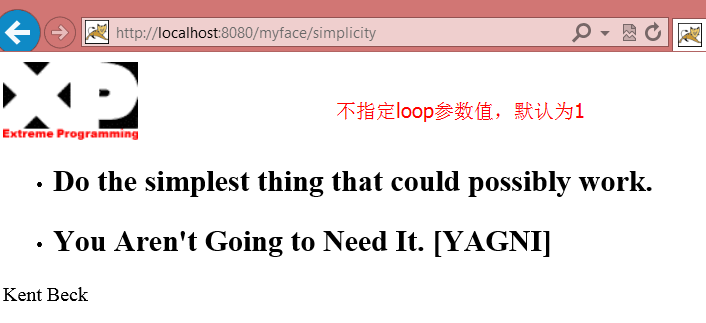 http://localhost:8080/myface/simplicity
XP
Extreme Programming
不指定loop参数值，默认为1
• Do the simplest thing that could possibly work.
• You Aren't Going to Need It. [YAGNI]
Kent Beck